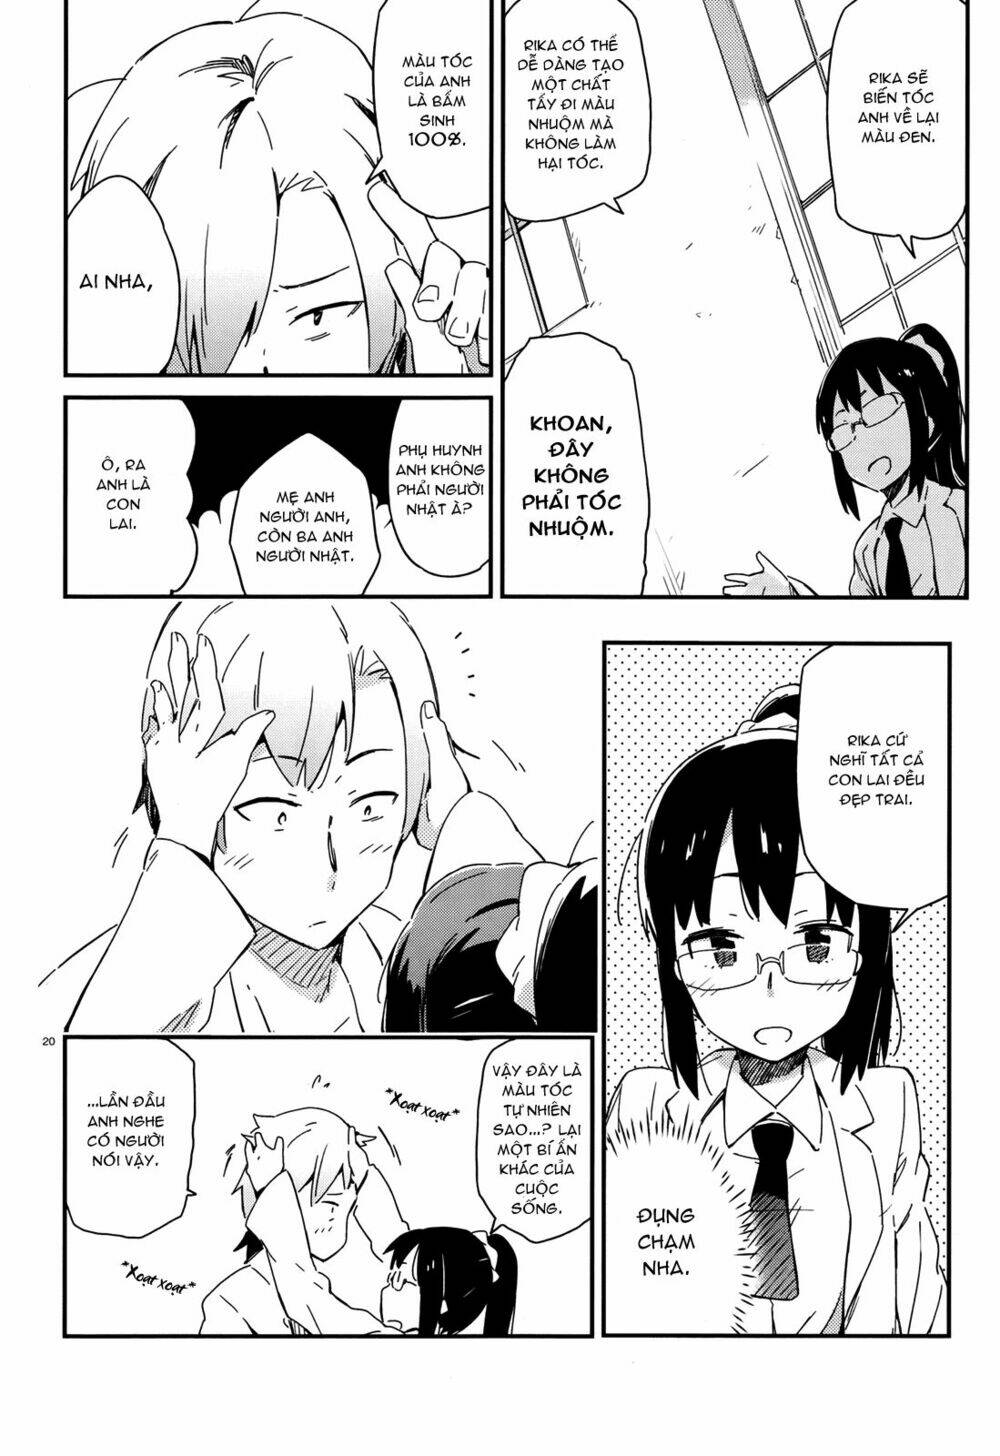 RIKA SẼ
BIẾN TÓC
ANH VỀ LẠI
MÀU ĐEN.
RIKA CÓ THỂ
DỄ DÀNG TẠO
MỘT CHẤT
TẨY ĐI MÀU
NHUỘM MÀ
KHÔNG LÀM
HẠI TÓC.
KHOAN,
ĐÂY
KHÔNG
PHẢI TÓC
NHUỘM.
MÀU TÓC
CỦA ANH
LÀ BẨM
SINH
100%.
AI NHA,
PHỤ HUYNH
ANH KHÔNG
PHẢI NGƯỜI
NHẬT À?
MẸ ANH
NGƯỜI ANH,
CÒN BA ANH
NGƯỜI NHẬT.
Ô, RA
ANH LÀ
CON
LAI.
RIKA CỨ
NGHĨ TẤT CẢ
CON LAI ĐỀU
ĐẸP TRAI.
ĐỤNG
CHẠM
NHA.
VẬY ĐÂY LÀ
MÀU TÓC
TỰ NHIÊN
SAO...? LẠI
MỘT BÍ ẨN
KHÁC CỦA
CUỘC
SỐNG.
*Xoạt xoạt*
...LẦN ĐẦU
ANH NGHE
CÓ NGƯỜI
NÓI VẬY.
*Xoạt xoạt*
20